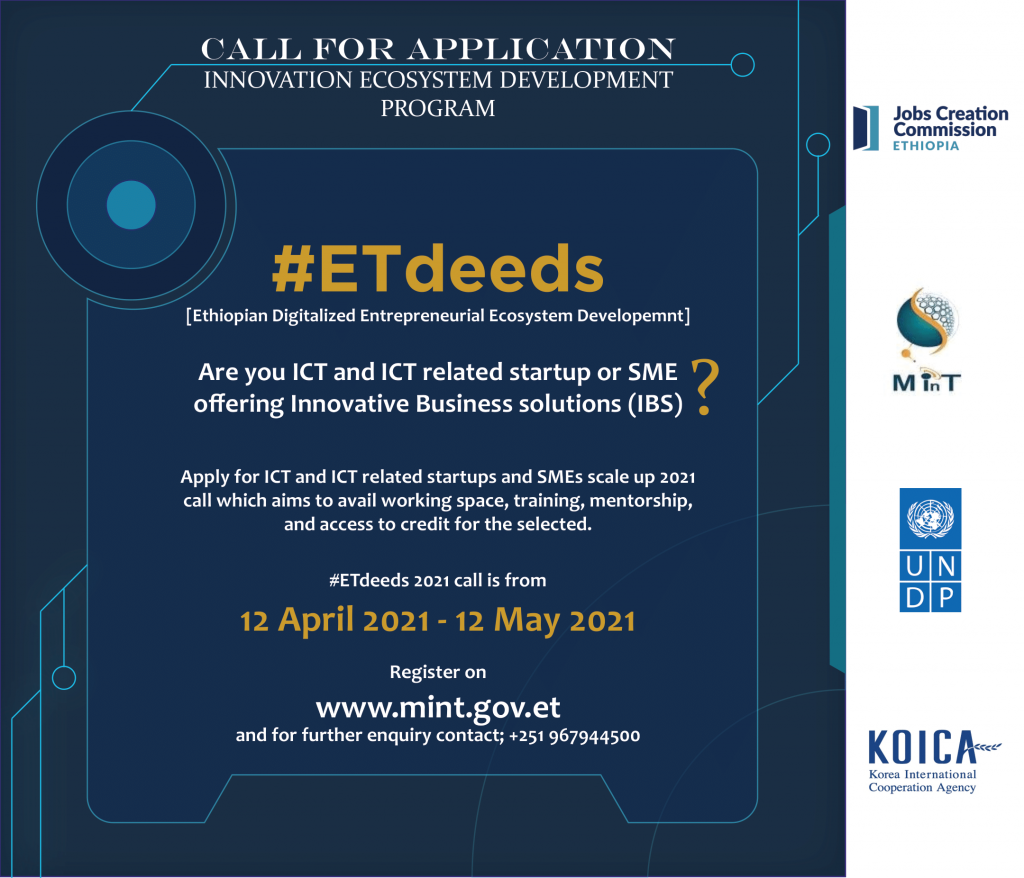 CALL FOR APPLICATION
INNOVATION ECOSYSTEM DEVELOPMENT
PROGRAM
#ETdeeds
[Ethiopian Digitalized Entrepreneurial Ecosystem Developemnt]
Are you ICT and ICT related startup or SME
offering Innovative Business solutions (IBS) ?
Apply for ICT and ICT related startups and SMEs scale up 2021
call which aims to avail working space, training, mentorship,
and access to credit for the selected.
#ETdeeds 2021 call is from
12 April 2021 - 12 May 2021
Register on
www.mint.gov.et
and for further enquiry contact; +251 967944500
Jobs Creation
Commission
ETHIOPIA
MinT
UN
DP
KOICA
Korea International
Cooperation Agency